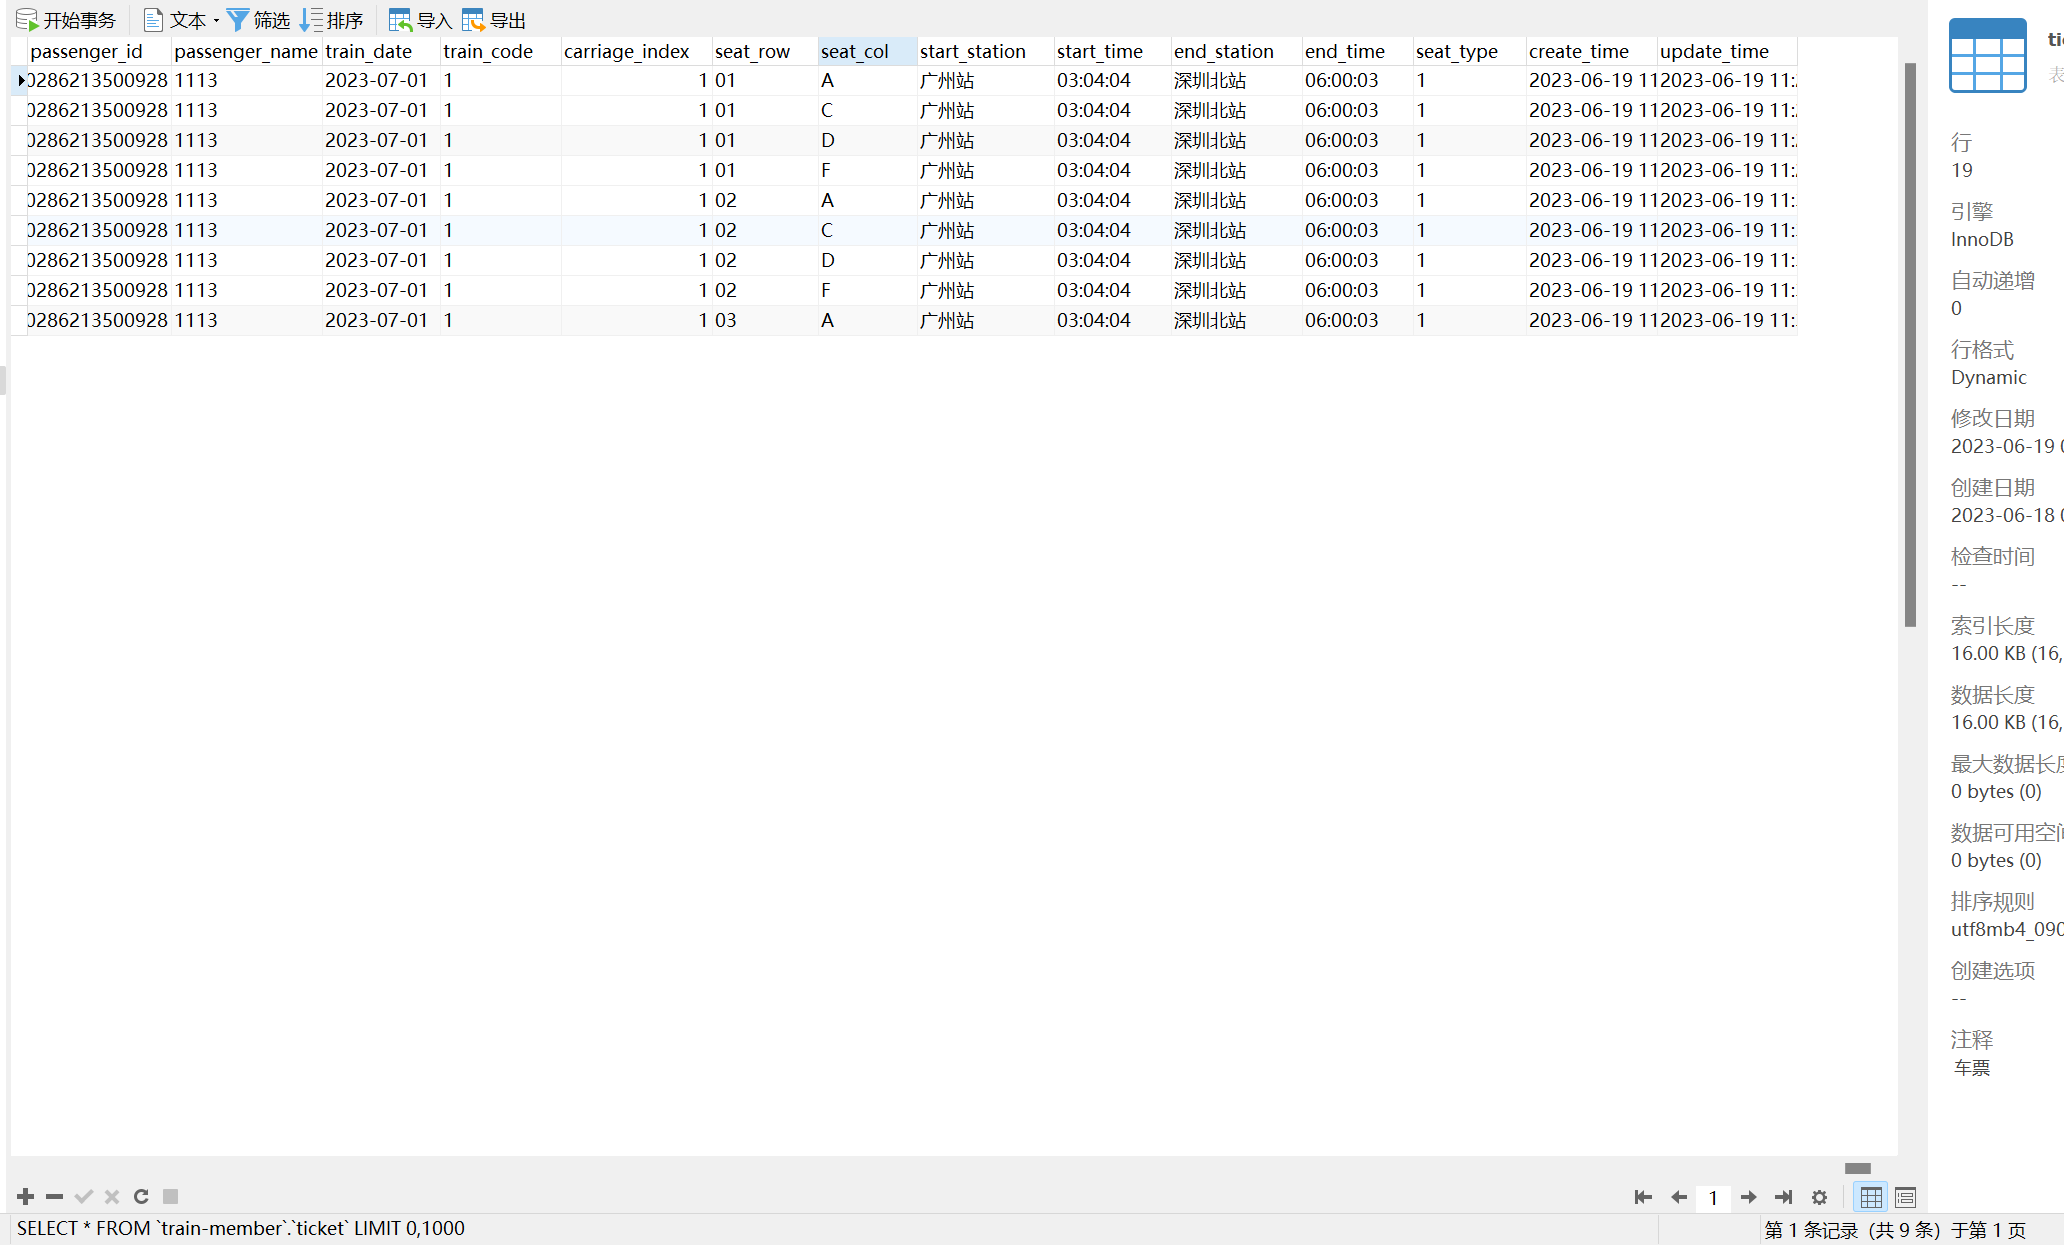 开始事务 文本 筛选 排序 导入 导出
passenger_id passenger_name train_date train_code carriage_index seat_row seat_col start_station start_time end_station end_time seat_type create_time update_time
0286213500928 1113 2023-07-01 1 1 01 A 广州站 03:04:04 深圳北站 06:00:03 1 2023-06-19 11 2023-06-19 11:
0286213500928 1113 2023-07-01 1 1 01 C 广州站 03:04:04 深圳北站 06:00:03 1 2023-06-19 11 2023-06-19 11:
0286213500928 1113 2023-07-01 1 1 01 D 广州站 03:04:04 深圳北站 06:00:03 1 2023-06-19 11 2023-06-19 11:
0286213500928 1113 2023-07-01 1 1 01 F 广州站 03:04:04 深圳北站 06:00:03 1 2023-06-19 11 2023-06-19 11:
0286213500928 1113 2023-07-01 1 1 02 A 广州站 03:04:04 深圳北站 06:00:03 1 2023-06-19 11 2023-06-19 11:
0286213500928 1113 2023-07-01 1 1 02 C 广州站 03:04:04 深圳北站 06:00:03 1 2023-06-19 11 2023-06-19 11:
0286213500928 1113 2023-07-01 1 1 02 D 广州站 03:04:04 深圳北站 06:00:03 1 2023-06-19 11 2023-06-19 11:
0286213500928 1113 2023-07-01 1 1 02 F 广州站 03:04:04 深圳北站 06:00:03 1 2023-06-19 11 2023-06-19 11:
0286213500928 1113 2023-07-01 1 1 03 A 广州站 03:04:04 深圳北站 06:00:03 1 2023-06-19 11 2023-06-19 11:
行
19
引擎
InnoDB
自动递增
0
行格式
Dynamic
修改日期
2023-06-19 0
创建日期
2023-06-18 0
检查时间
--
索引长度
16.00 KB (16,
数据长度
16.00 KB (16,
最大数据长度
0 bytes (0)
数据可用空间
0 bytes (0)
排序规则
utf8mb4_090
创建选项
--
注释
车票
1
SELECT * FROM `train-member`.`ticket` LIMIT 0,1000
第 1 条记录 (共 9 条) 于第 1 页